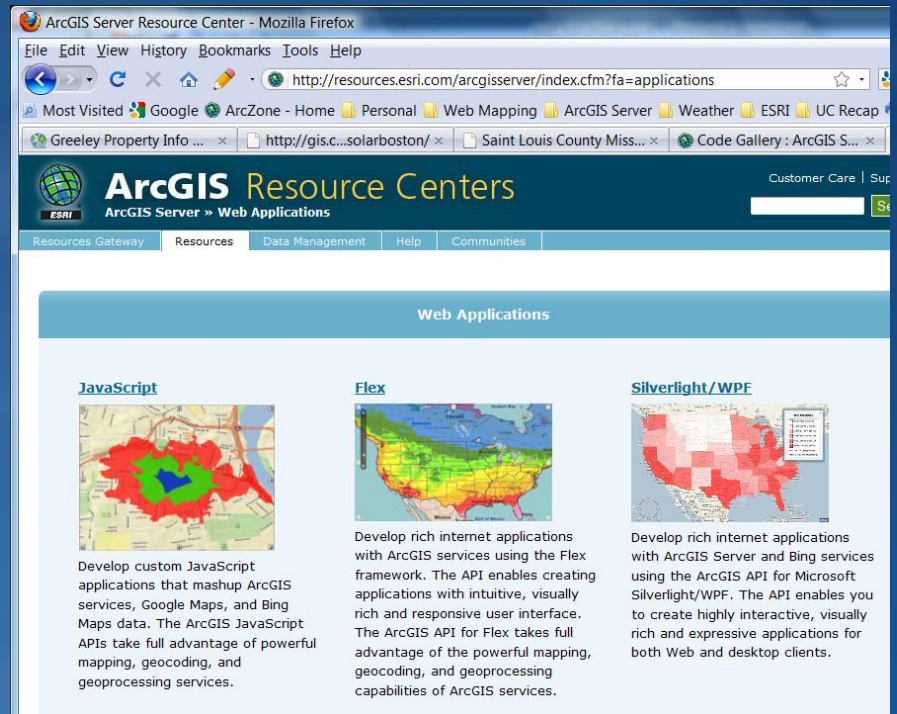 ArcGIS Server Resource Center - Mozilla Firefox
File Edit View History Bookmarks Tools Help
http://resources.esri.com/arcgisserver/index.cfm?fa=applications
Most Visited Google ArcZone - Home Personal Web Mapping ArcGIS Server Weather ESRI UC Recap
Greeley Property Info ... × http://gis.c...solarboston/ × Saint Louis County Miss... × Code Gallery : ArcGIS S... ×
ESRI
ArcGIS Resource Centers
ArcGIS Server » Web Applications
Customer Care | Sup
Se
Resources Gateway Resources Data Management Help Communities
Web Applications
JavaScript
Develop custom JavaScript
applications that mashup ArcGIS
services, Google Maps, and Bing
Maps data. The ArcGIS JavaScript
APIs take full advantage of powerful
mapping, geocoding, and
geoprocessing services.
Flex
Develop rich internet applications
with ArcGIS services using the Flex
framework. The API enables creating
applications with intuitive, visually
rich and responsive user interface.
The ArcGIS API for Flex takes full
advantage of the powerful mapping,
geocoding, and geoprocessing
capabilities of ArcGIS services.
Silverlight/WPF
Develop rich internet applications
with ArcGIS Server and Bing services
using the ArcGIS API for Microsoft
Silverlight/WPF. The API enables you
to create highly interactive, visually
rich and expressive applications for
both Web and desktop clients.